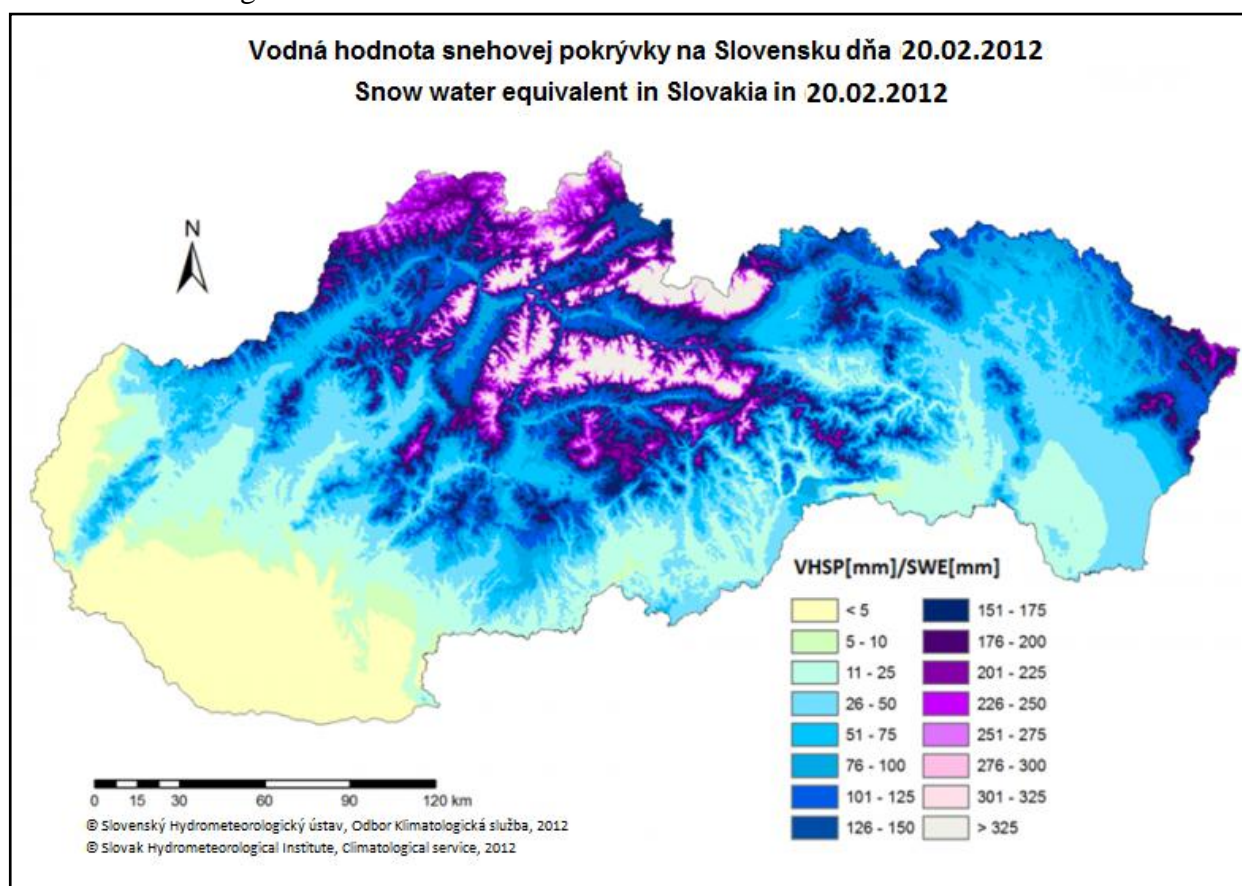 Vodná hodnota snehovej pokrývky na Slovensku dňa 20.02.2012
Snow water equivalent in Slovakia in 20.02.2012
N
VHSP[mm]/SWE[mm]
< 5
5 - 10
11 - 25
26 - 50
51 - 75
76 - 100
101 - 125
126 - 150
151 - 175
176 - 200
201 - 225
226 - 250
251 - 275
276 - 300
301 - 325
> 325
0 15 30 60 90 120 km
© Slovenský Hydrometeorologický ústav, Odbor Klimatologická služba, 2012
© Slovak Hydrometeorological Institute, Climatological service, 2012